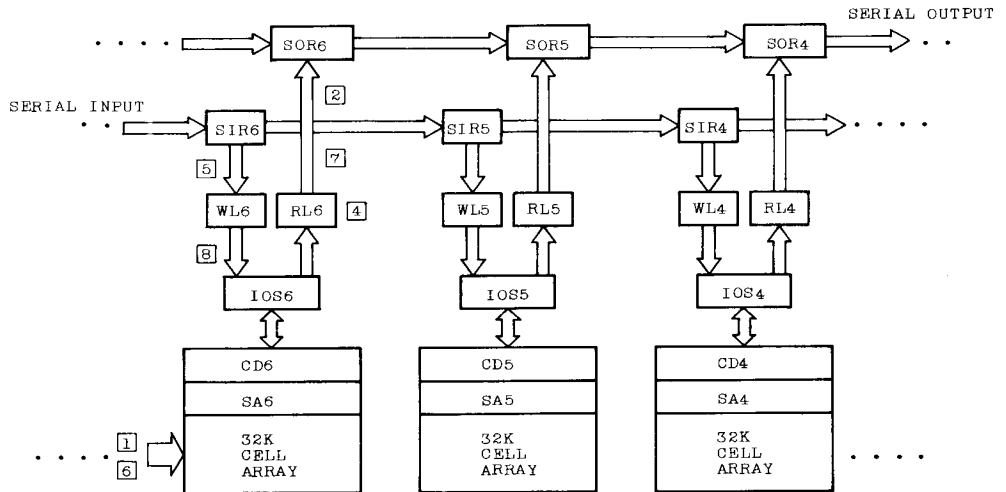 SERIAL OUTPUT
. . . . SOR6 SOR5 SOR4 . .
2
SERIAL INPUT
. . SIR6 SIR5 SIR4 . . . .
5 7
WL6 RL6 4 WL5 RL5 WL4 RL4
8
IOS6 IOS5 IOS4
CD6 CD5 CD4
SA6 SA5 SA4
1 32K 32K 32K
. . . . CELL CELL CELL . . . .
6 ARRAY ARRAY ARRAY